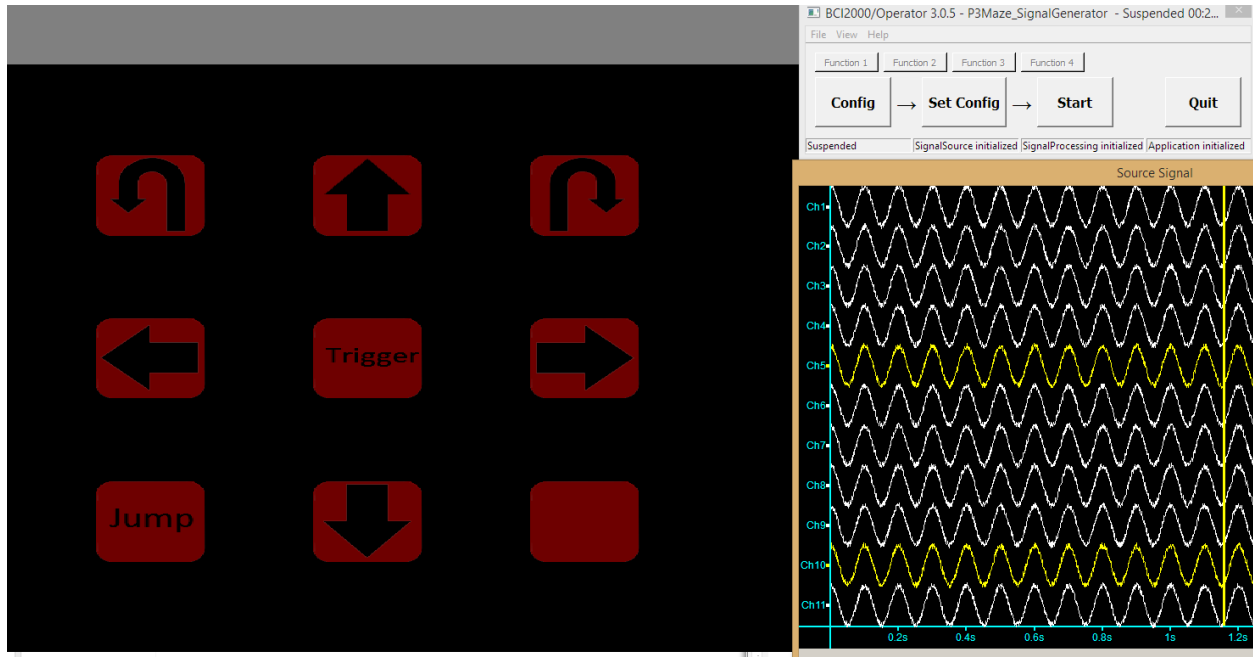 BCI2000/Operator 3.0.5 - P3Maze_SignalGenerator - Suspended 00:2...
File View Help
Function 1 Function 2 Function 3 Function 4
Config → Set Config → Start Quit
Suspended SignalSource initialized SignalProcessing initialized Application initialized
Source Signal
Ch1
Ch2
Ch3
Ch4
Ch5
Ch6
Ch7
Ch8
Ch9
Ch10
Ch11
0.2s 0.4s 0.6s 0.8s 1s 1.2s
Trigger
Jump